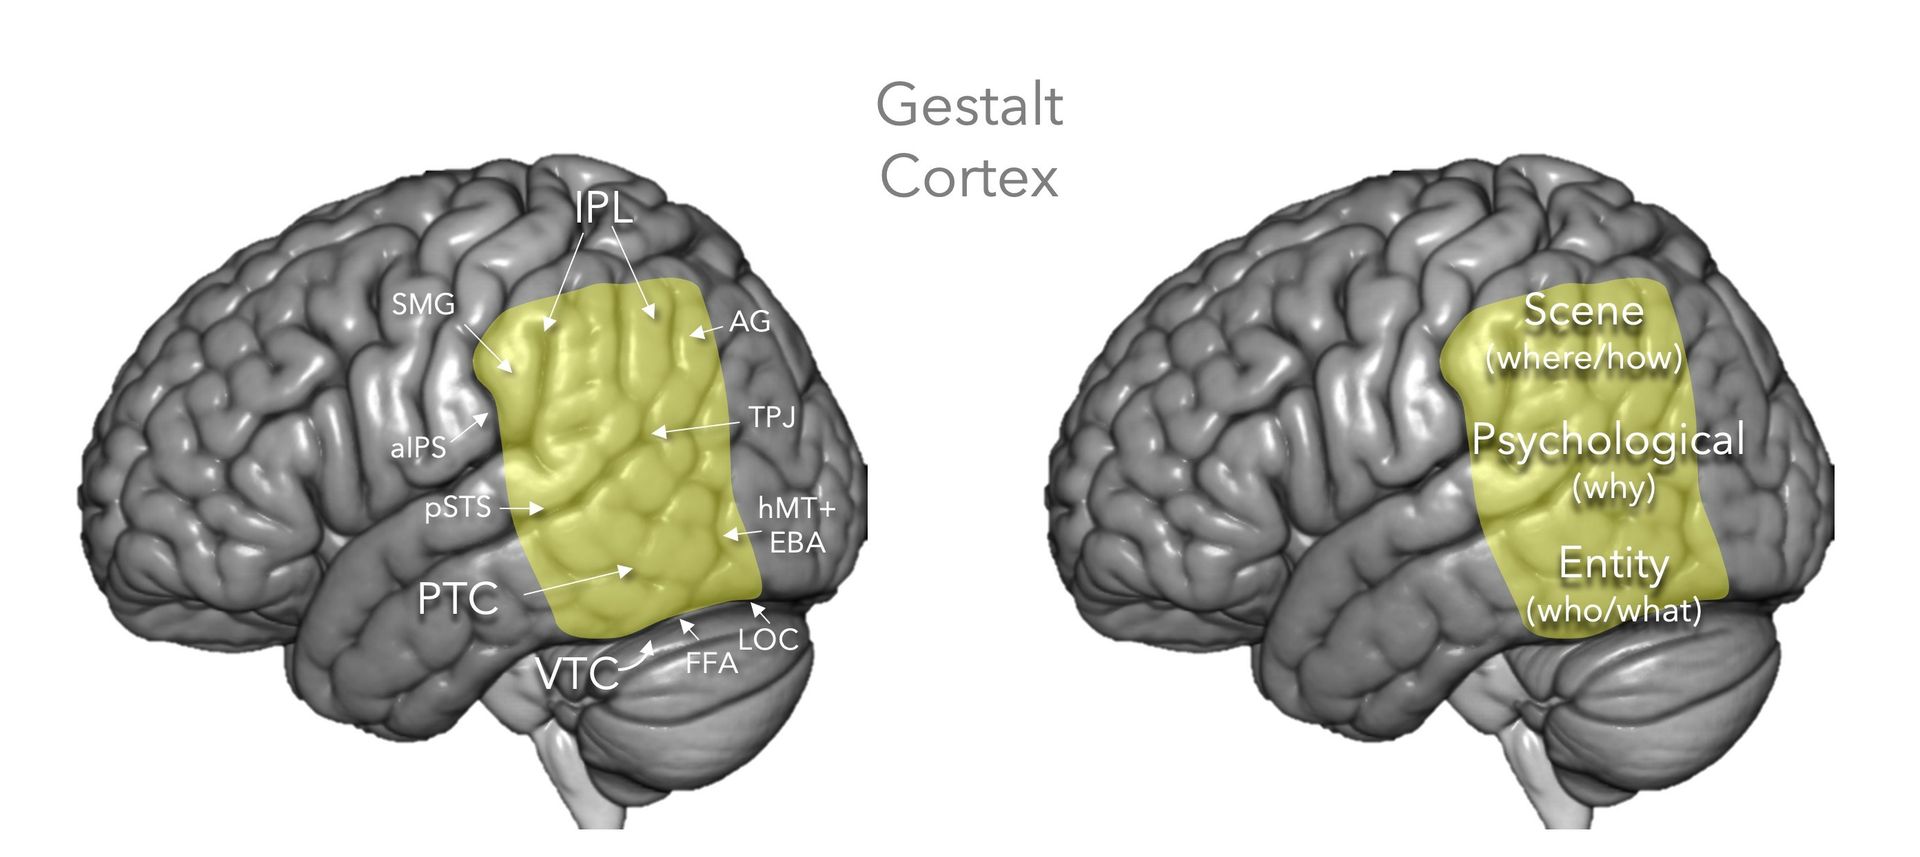 Gestalt
Cortex
IPL
SMG
AG
TPJ
aIPS
pSTS
hMT+
EBA
PTC
LOC
FFA
VTC
Scene
(where/how)
Psychological
(why)
Entity
(who/what)